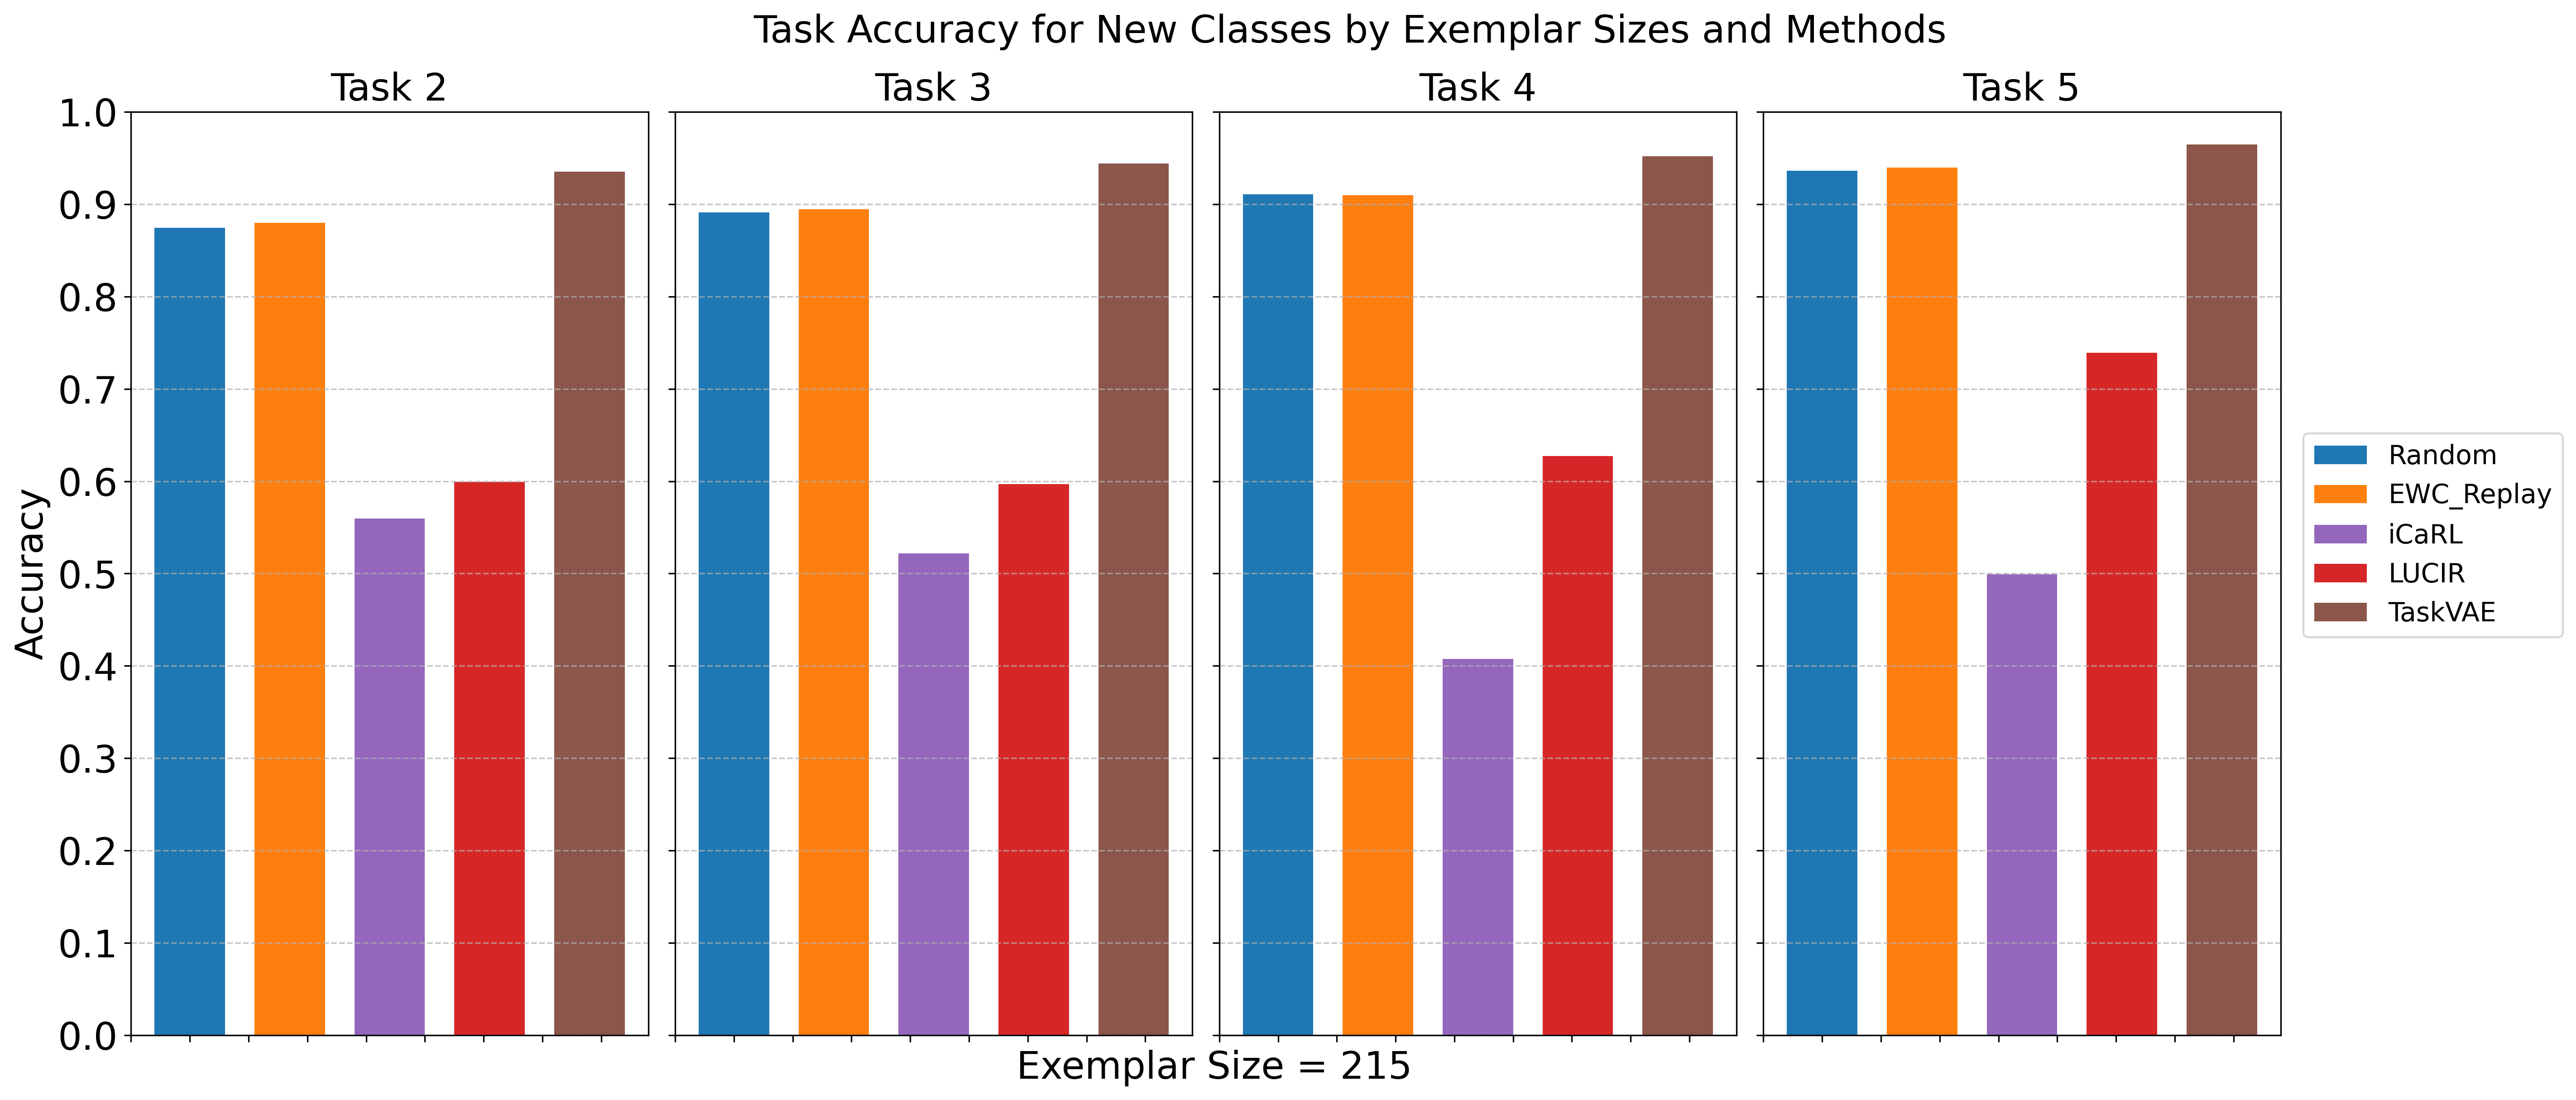 Task Accuracy for New Classes by Exemplar Sizes and Methods
Task 2
Task 3
Task 4
Task 5
1.0
0.9
0.8
0.7
0.6
0.5
0.4
0.3
0.2
0.1
0.0
Accuracy
Exemplar Size = 215
Random
EWC_Replay
iCaRL
LUCIR
TaskVAE